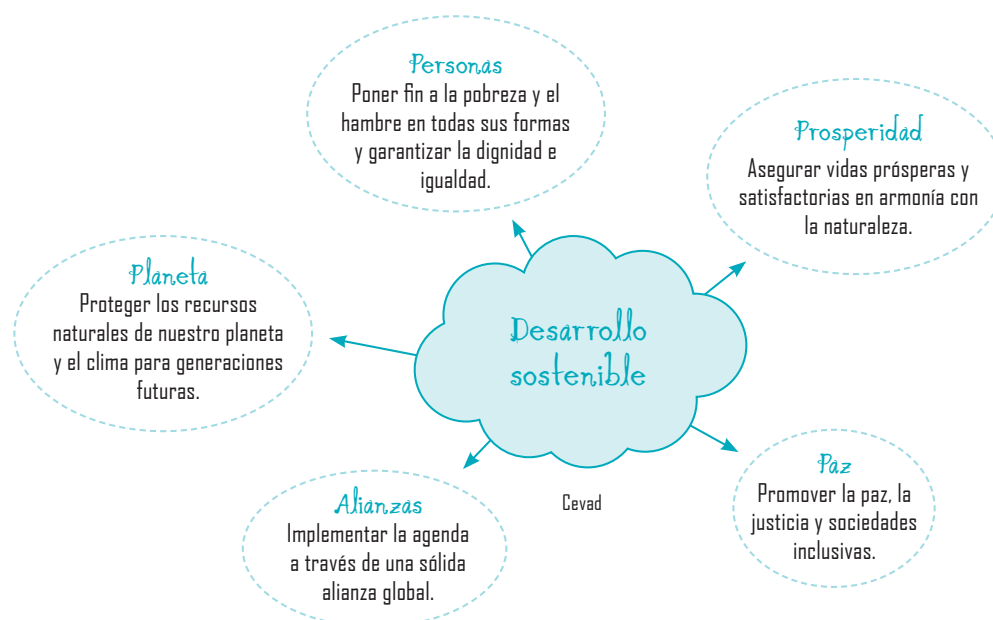 Personas
Poner fin a la pobreza y el
hambre en todas sus formas
y garantizar la dignidad e
igualdad.
Prosperidad
Asegurar vidas prósperas y
satisfactorias en armonía con
la naturaleza.
Planeta
Proteger los recursos
naturales de nuestro planeta
y el clima para generaciones
futuras.
Desarrollo
sostenible
Alianzas
Implementar la agenda
a través de una sólida
alianza global.
Cevad
Paz
Promover la paz, la
justicia y sociedades
inclusivas.